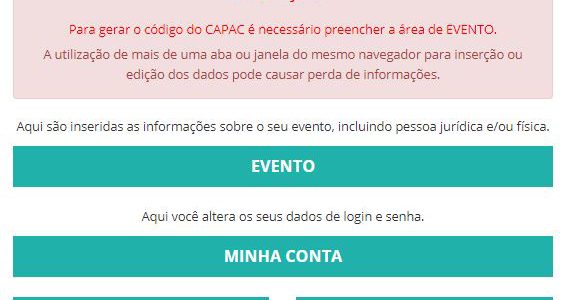 Para gerar o código do CAPAC é necessário preencher a área de EVENTO.
A utilização de mais de uma aba ou janela do mesmo navegador para inserção ou
edição dos dados pode causar perda de informações.
Aqui são inseridas as informações sobre o seu evento, incluindo pessoa jurídica e/ou física.
EVENTO
Aqui você altera os seus dados de login e senha.
MINHA CONTA